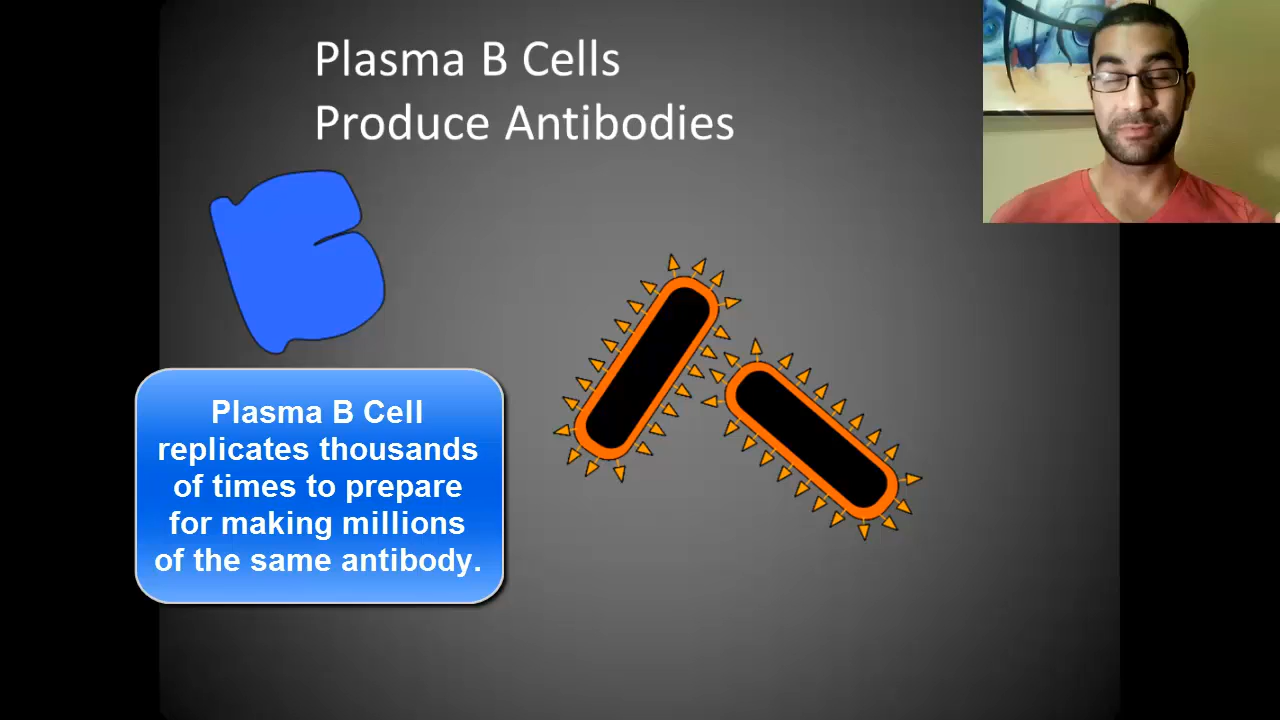 Plasma B Cells
Produce Antibodies
Plasma B Cell
replicates thousands
of times to prepare
for making millions
of the same antibody.